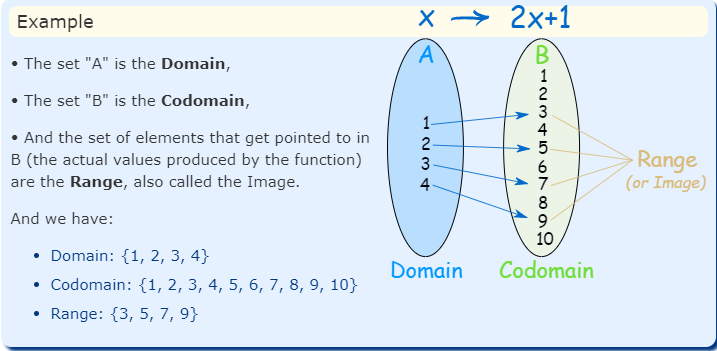 Example
x → 2x+1
• The set "A" is the Domain,
• The set "B" is the Codomain,
• And the set of elements that get pointed to in
B (the actual values produced by the function)
are the Range, also called the Image.
And we have:
• Domain: {1, 2, 3, 4}
• Codomain: {1, 2, 3, 4, 5, 6, 7, 8, 9, 10}
• Range: {3, 5, 7, 9}
A
1
2
3
4
Domain
B
1
2
3
4
5
6
7
8
9
10
Codomain
Range
(or Image)